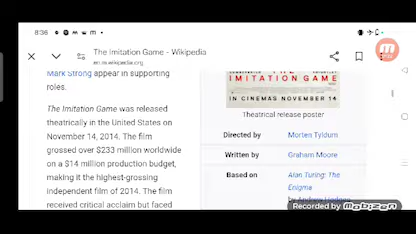 8:36
The Imitation Game - Wikipedia
en.m.wikipedia.org
Mark Strong appear in supporting
roles.
The Imitation Game was released
theatrically in the United States on
November 14, 2014. The film
grossed over $233 million worldwide
on a $14 million production budget,
making it the highest-grossing
independent film of 2014. The film
received critical acclaim but faced
IMITATION GAME
IN CINEMAS NOVEMBER 14
Theatrical release poster
Directed by Morten Tyldum
Written by Graham Moore
Based on Alan Turing: The
Enigma
by Andrew Hodges
Recorded by Mobizen